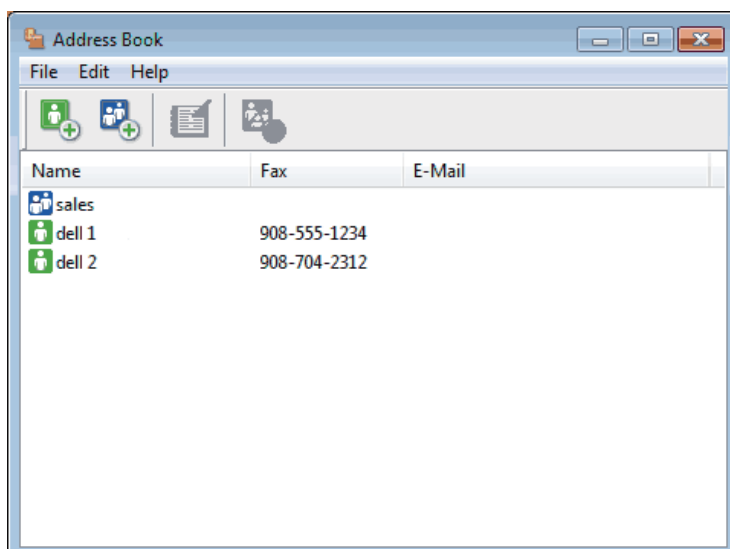 Address Book
File Edit Help
Name Fax E-Mail
sales
dell 1 908-555-1234
dell 2 908-704-2312